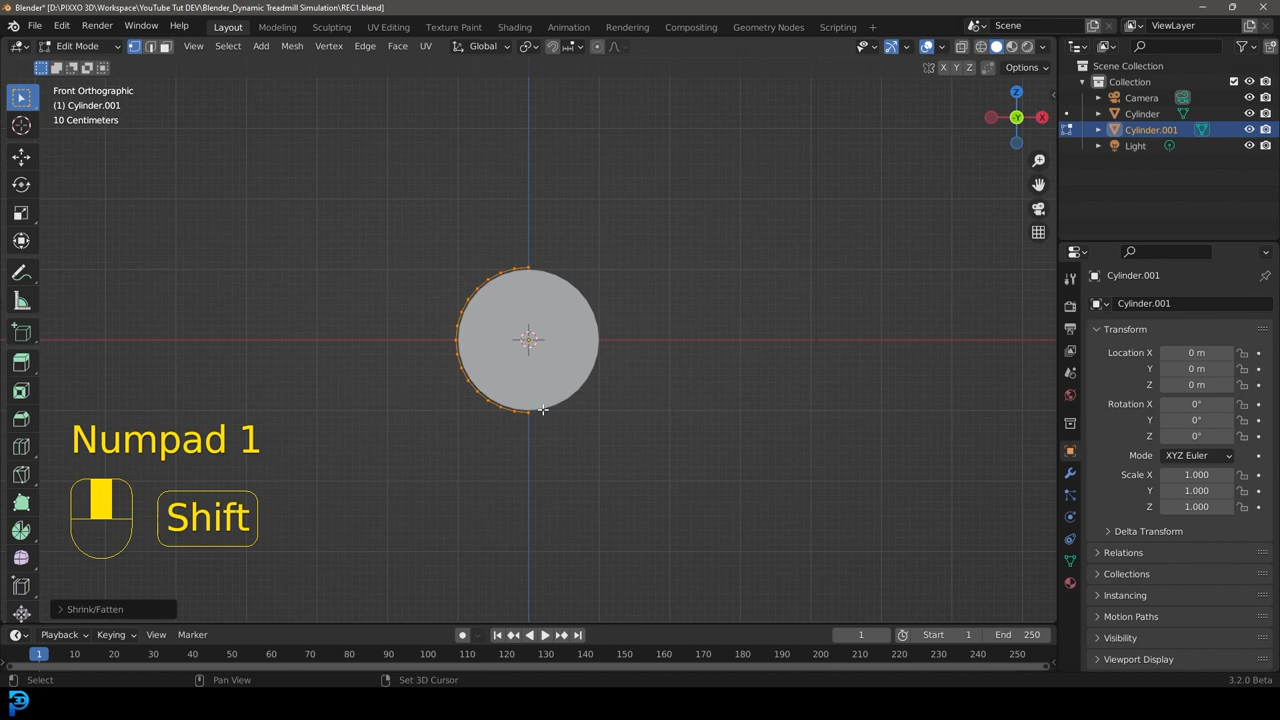 Blender* [D:\PIXXO 3D\Workspace\YouTube Tut DEV\Blender_Dynamic Treadmill Simulation\REC1.blend]
File Edit Render Window Help Layout Modeling Sculpting UV Editing Texture Paint Shading Animation Rendering Compositing Geometry Nodes Scripting Scene ViewLayer
Edit Mode View Select Add Mesh Vertex Edge Face UV Global
X Y Z Options
Front Orthographic
(1) Cylinder.001
10 Centimeters
Z
-Y X
Scene Collection
Collection
Camera
Cylinder
Cylinder.001
Light
Cylinder.001
Cylinder.001
Transform
Location X 0 m
Y 0 m
Z 0 m
Rotation X 0°
Y 0°
Z 0°
Mode XYZ Euler
Scale X 1.000
Y 1.000
Z 1.000
Delta Transform
Relations
Collections
Instancing
Motion Paths
Visibility
Viewport Display
Numpad 1
Shift
Shrink/Fatten
Playback Keying View Marker 1 Start 1 End 250
1 10 20 30 40 50 60 70 80 90 100 110 120 130 140 150 160 170 180 190 200 210 220 230 240 250
Select Pan View Set 3D Cursor 3.2.0 Beta